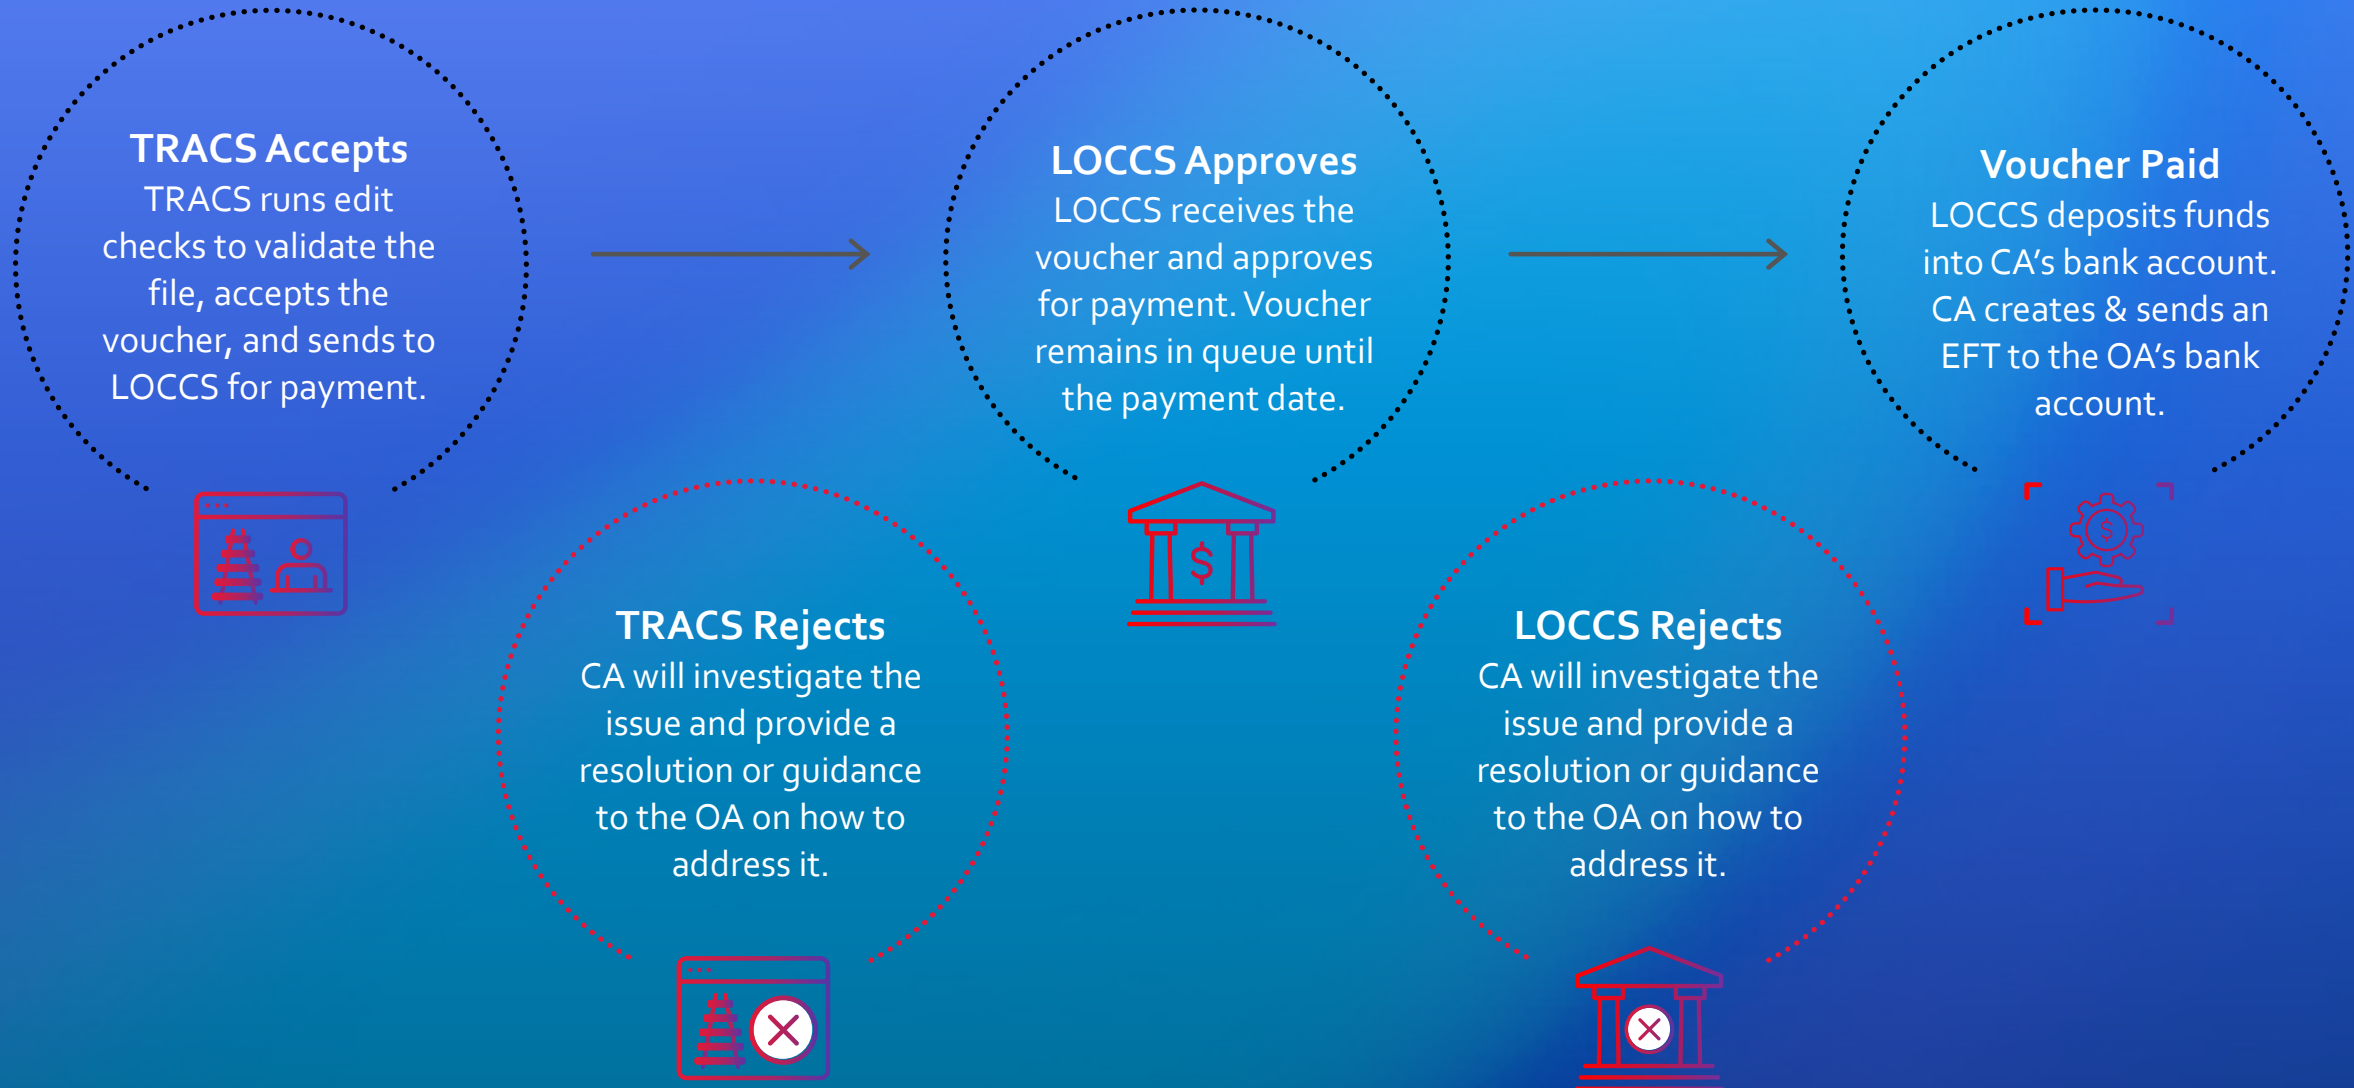 TRACS Accepts
TRACS runs edit
checks to validate the
file, accepts the
voucher, and sends to
LOCCS for payment.
LOCCS Approves
LOCCS receives the
voucher and approves
for payment. Voucher
remains in queue until
the payment date.
Voucher Paid
LOCCS deposits funds
into CA’s bank account.
CA creates & sends an
EFT to the OA’s bank
account.
$
$
TRACS Rejects
CA will investigate the
issue and provide a
resolution or guidance
to the OA on how to
address it.
LOCCS Rejects
CA will investigate the
issue and provide a
resolution or guidance
to the OA on how to
address it.